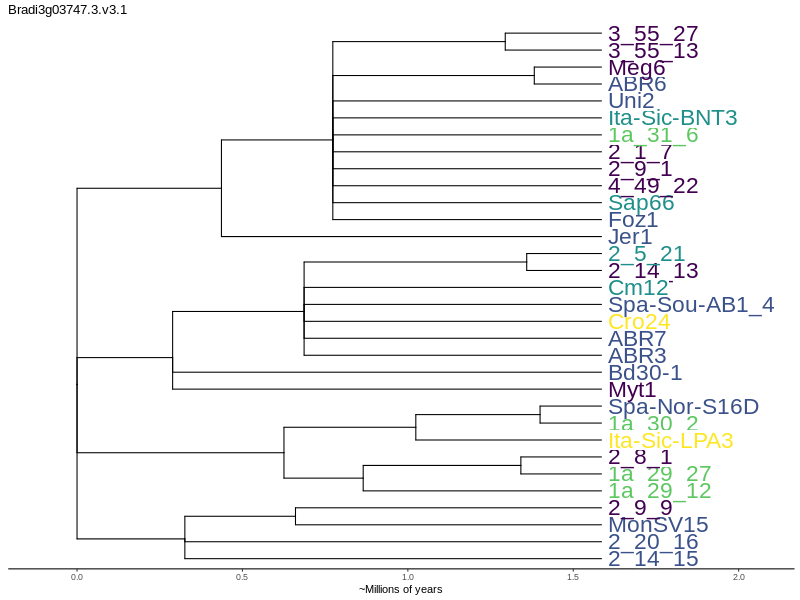 Bradi3g03747.3.v3.1
3_55_27
3_55_13
Meg6
ABR6
Uni2
Ita-Sic-BNT3
1a_31_6
2_1_7
2_9_1
4_49_22
Sap66
Foz1
Jer1
2_5_21
2_14_13
Cm12
Spa-Sou-AB1_4
Cro24
ABR7
ABR3
Bd30-1
Myt1
Spa-Nor-S16D
1a_30_2
Ita-Sic-LPA3
2_8_1
1a_29_27
1a_29_12
2_9_9
MonSV15
2_20_16
2_14_15
0.0 0.5 1.0 1.5 2.0
~Millions of years